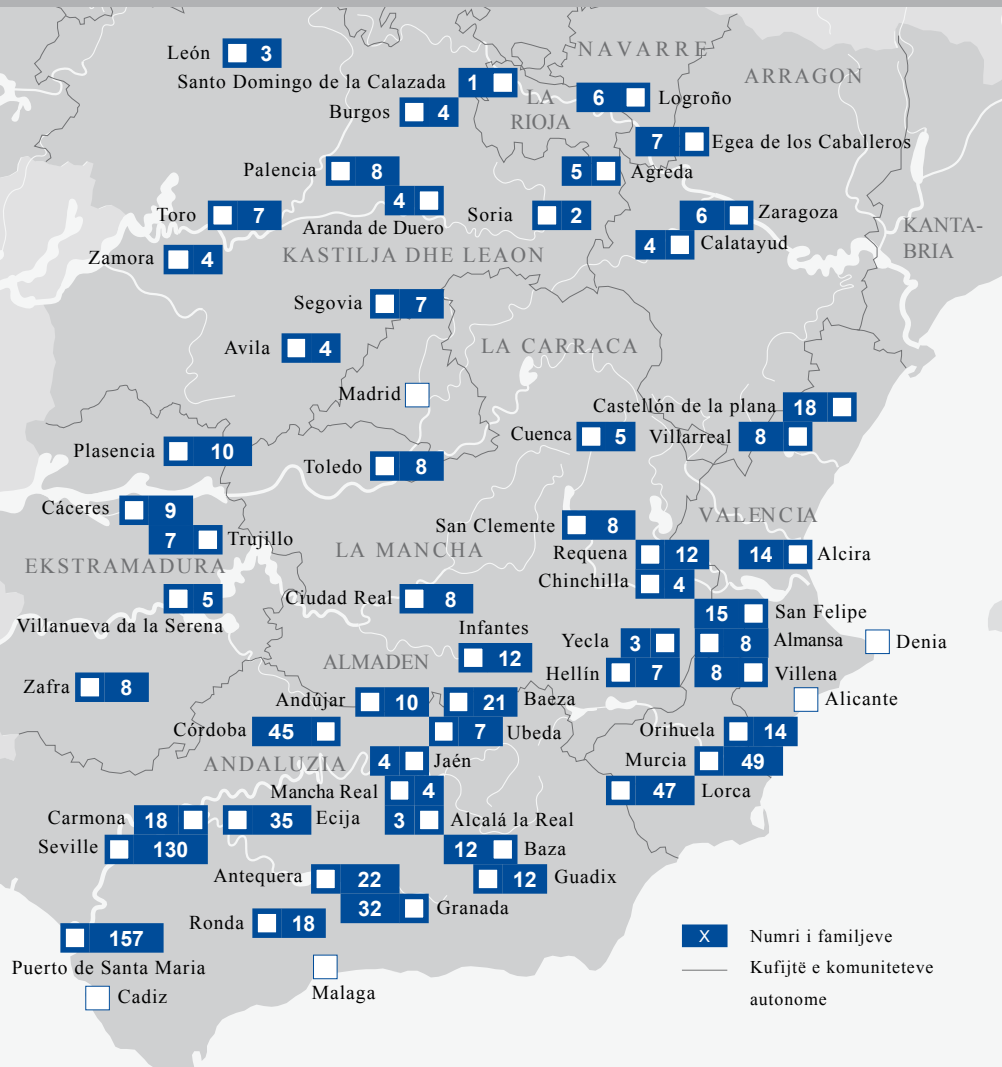 León 3
NAVARRE
Santo Domingo de la Calazada 1
ARRAGON
6 Logroño
LA
RIOJA
Burgos 4
7 Egea de los Caballeros
Palencia 8
5 Agreda
4
Aranda de Duero
Toro 7
Soria 2
6 Zaragoza
KANTA-
BRIA
4 Calatayud
Zamora 4
KASTILJA DHE LEAON
Segovia 7
Avila 4
LA CARRACA
Madrid
Castellón de la plana 18
Cuenca 5
Villarreal 8
Plasencia 10
Toledo 8
Cáceres 9
7 Trujillo
San Clemente 8
VALENCIA
LA MANCHA
Requena 12
14 Alcira
EKSTRAMADURA
Chinchilla 4
5
Villanueva da la Serena
Ciudad Real 8
15 San Felipe
Infantes
12
Yecla 3
8 Almansa
Denia
ALMADEN
Hellín 7
8 Villena
Zafra 8
Andújar 10
21 Baeza
Alicante
Córdoba 45
7 Ubeda
Orihuela 14
ANDALUZIA
4 Jaén
Murcia 49
Mancha Real 4
47 Lorca
Carmona 18
35 Ecija
3 Alcalá la Real
Seville 130
12 Baza
Antequera 22
12 Guadix
32 Granada
Ronda 18
157
Puerto de Santa Maria
Cadiz
Malaga
X Numri i familjeve
Kufijtë e komuniteteve
autonome